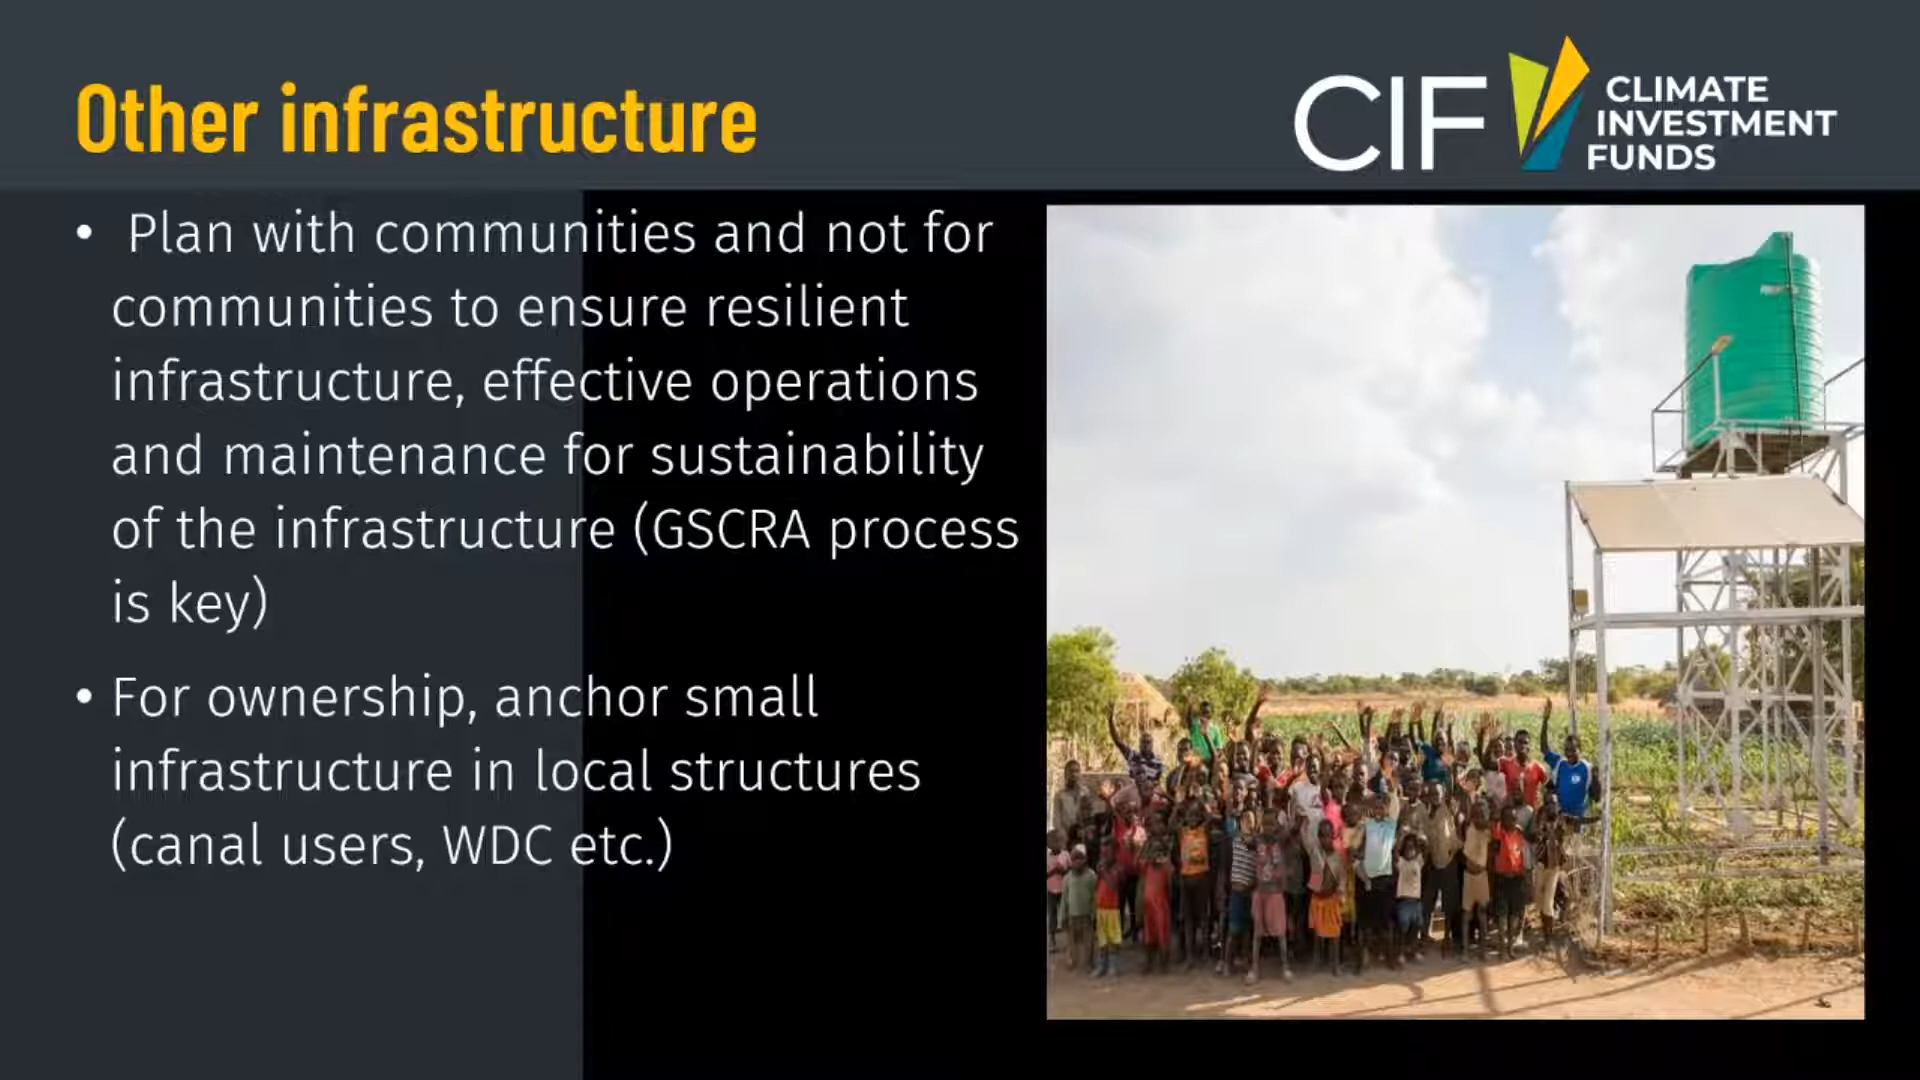 Other infrastructure
CIF
CLIMATE
INVESTMENT
FUNDS
• Plan with communities and not for
communities to ensure resilient
infrastructure, effective operations
and maintenance for sustainability
of the infrastructure (GSCRA process
is key)
• For ownership, anchor small
infrastructure in local structures
(canal users, WDC etc.)